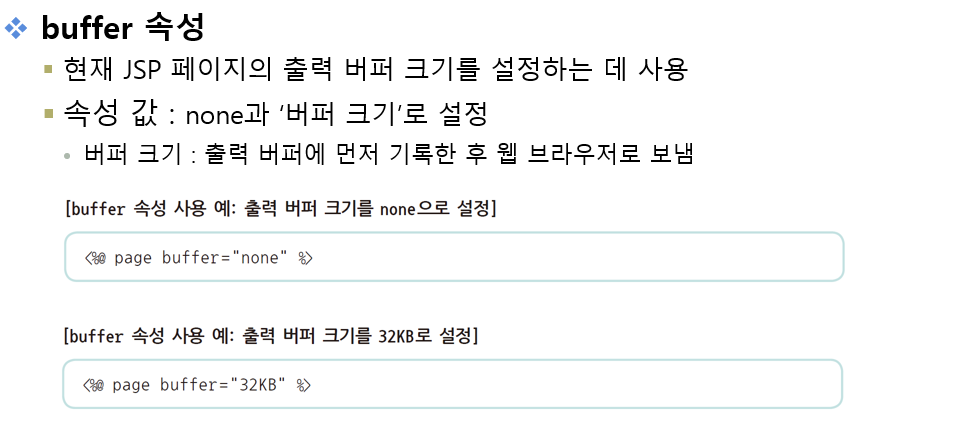 buffer 속성
현재 JSP 페이지의 출력 버퍼 크기를 설정하는 데 사용
속성 값 : none과 ‘버퍼 크기’로 설정
버퍼 크기 : 출력 버퍼에 먼저 기록한 후 웹 브라우저로 보냄
[buffer 속성 사용 예: 출력 버퍼 크기를 none으로 설정]
<%@ page buffer="none" %>
[buffer 속성 사용 예: 출력 버퍼 크기를 32KB로 설정]
<%@ page buffer="32KB" %>